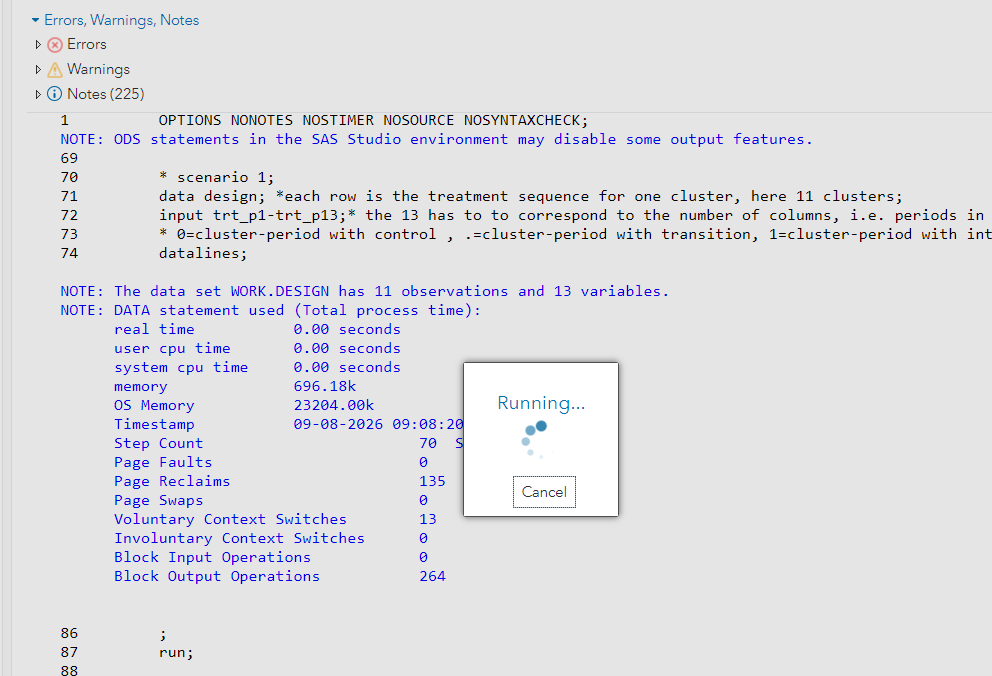 Errors, Warnings, Notes
Errors
Warnings
Notes (225)
1 OPTIONS NONOTES NOSTIMER NOSOURCE NOSYNTAXCHECK;
NOTE: ODS statements in the SAS Studio environment may disable some output features.
69
70 * scenario 1;
71 data design; *each row is the treatment sequence for one cluster, here 11 clusters;
72 input trt_p1-trt_p13;* the 13 has to to correspond to the number of columns, i.e. periods in
73 * 0=cluster-period with control , .=cluster-period with transition, 1=cluster-period with int
74 datalines;
NOTE: The data set WORK.DESIGN has 11 observations and 13 variables.
NOTE: DATA statement used (Total process time):
real time 0.00 seconds
user cpu time 0.00 seconds
system cpu time 0.00 seconds
memory 696.18k
OS Memory 23204.00k
Timestamp 09-08-2026 09:08:20
Step Count 70 S
Page Faults 0
Page Reclaims 135
Page Swaps 0
Voluntary Context Switches 13
Involuntary Context Switches 0
Block Input Operations 0
Block Output Operations 264
Running...
Cancel
86 ;
87 run;
88